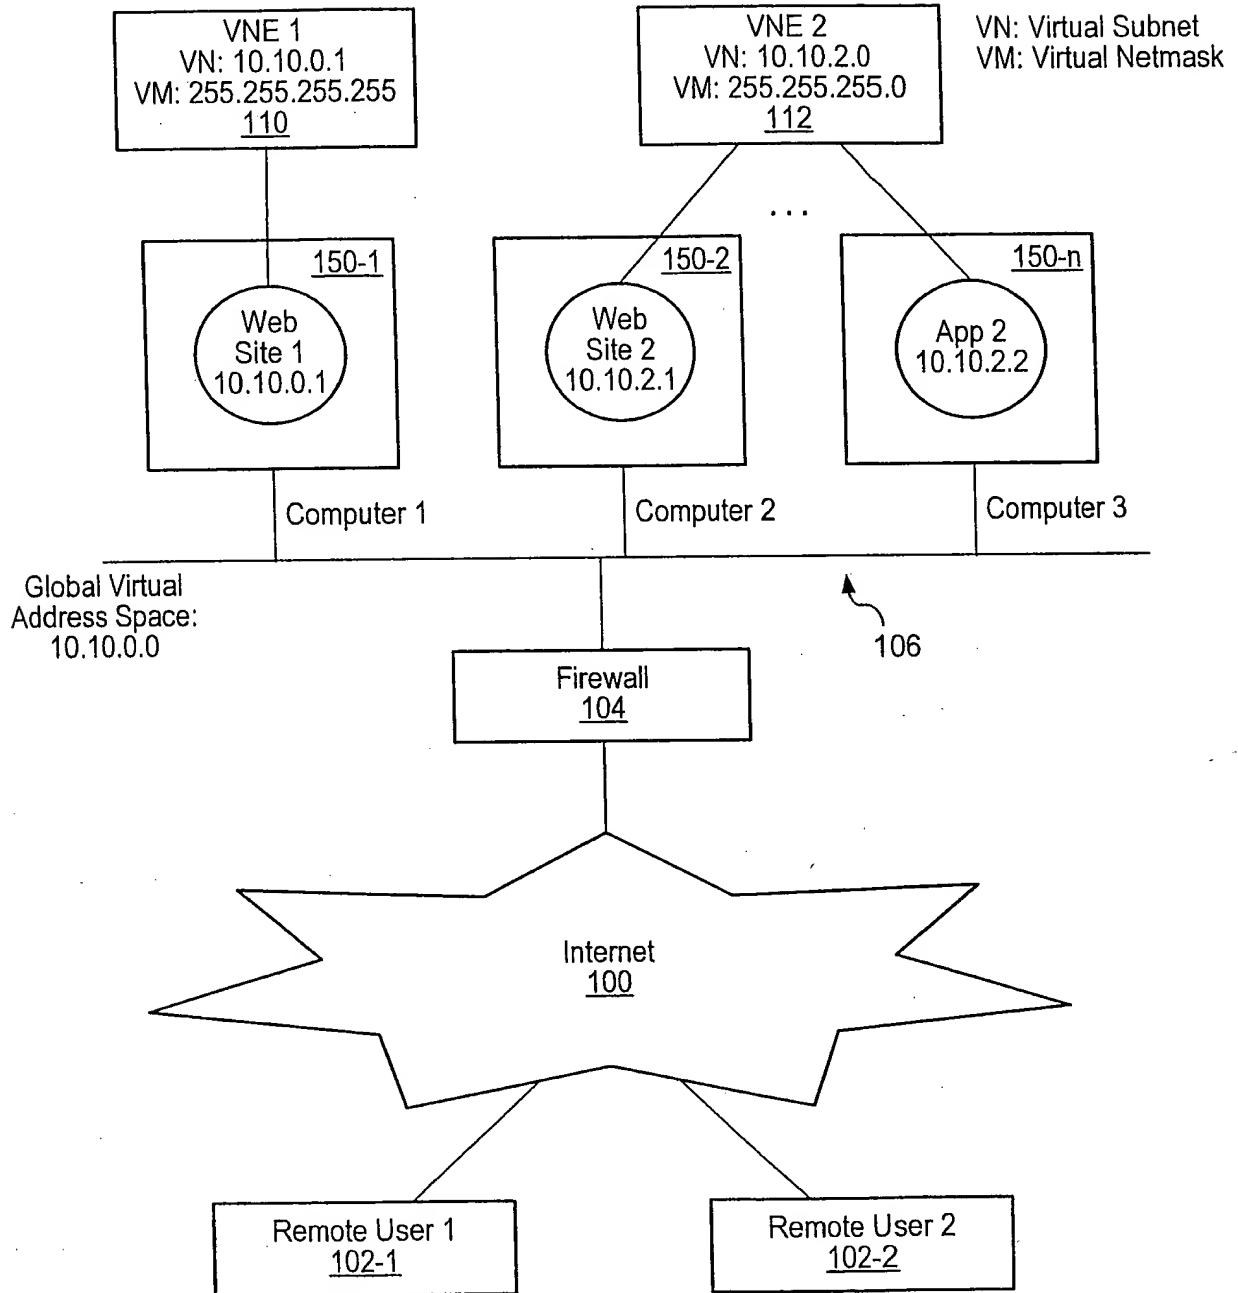 VNE 1
VN: 10.10.0.1
VM: 255.255.255.255
110
VNE 2
VN: 10.10.2.0
VM: 255.255.255.0
112
VN: Virtual Subnet
VM: Virtual Netmask
...
150-1
Web
Site 1
10.10.0.1
150-2
Web
Site 2
10.10.2.1
150-n
App 2
10.10.2.2
Computer 1
Computer 2
Computer 3
Global Virtual
Address Space:
10.10.0.0
106
Firewall
104
Internet
100
Remote User 1
102-1
Remote User 2
102-2